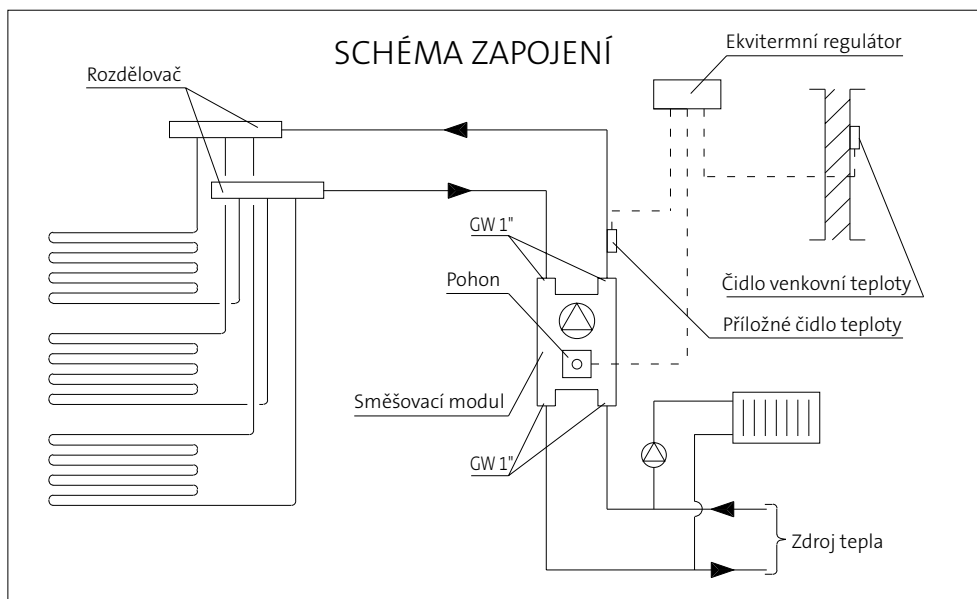 SCHÉMA ZAPOJENÍ
Ekvitermní regulátor
Rozdělovač
GW 1"
Pohon
Čidlo venkovní teploty
Příložné čidlo teploty
Směšovací modul
GW 1"
Zdroj tepla